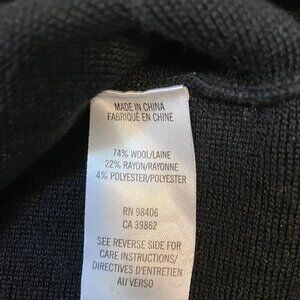 MADE IN CHINA
FABRIQUÉ EN CHINE
74% WOOL/LAINE
22% RAYON/RAYONNE
4% POLYESTER/POLYESTER
RN 98406
CA 39862
SEE REVERSE SIDE FOR
CARE INSTRUCTIONS/
DIRECTIVES D'ENTRETIEN
AU VERSO